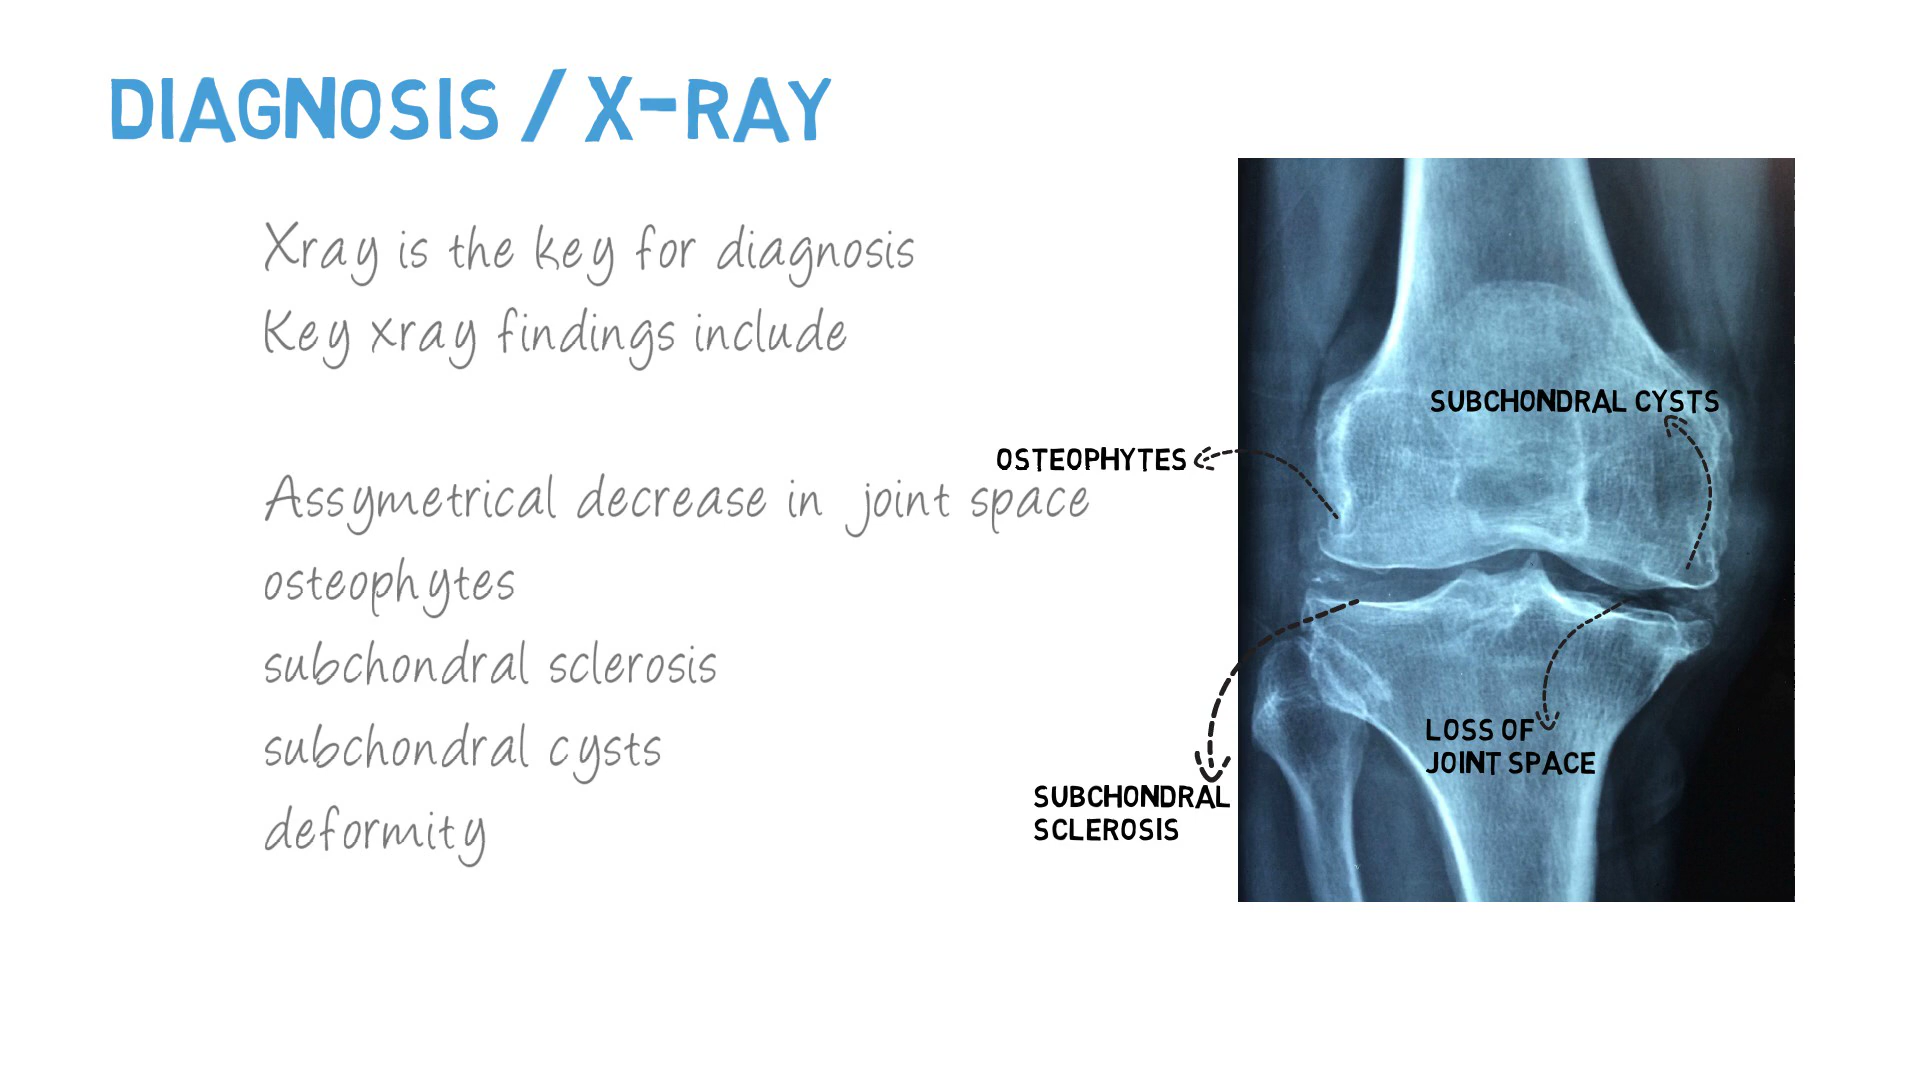 DIAGNOSIS / X-RAY
Xray is the key for diagnosis
Key xray findings include
Assymetrical decrease in joint space
osteophytes
subchondral sclerosis
subchondral cysts
deformity
SUBCHONDRAL CYSTS
OSTEOPHYTES
LOSS OF
JOINT SPACE
SUBCHONDRAL
SCLEROSIS